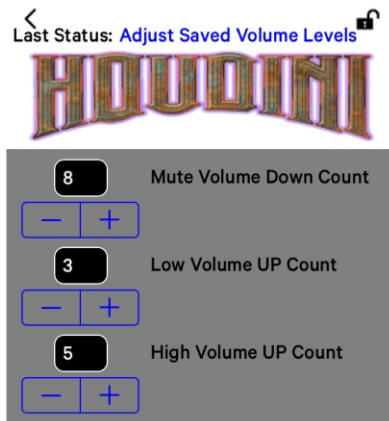 Last Status: Adjust Saved Volume Levels
HOUDINI
8
Mute Volume Down Count
− +
3
Low Volume UP Count
− +
5
High Volume UP Count
− +